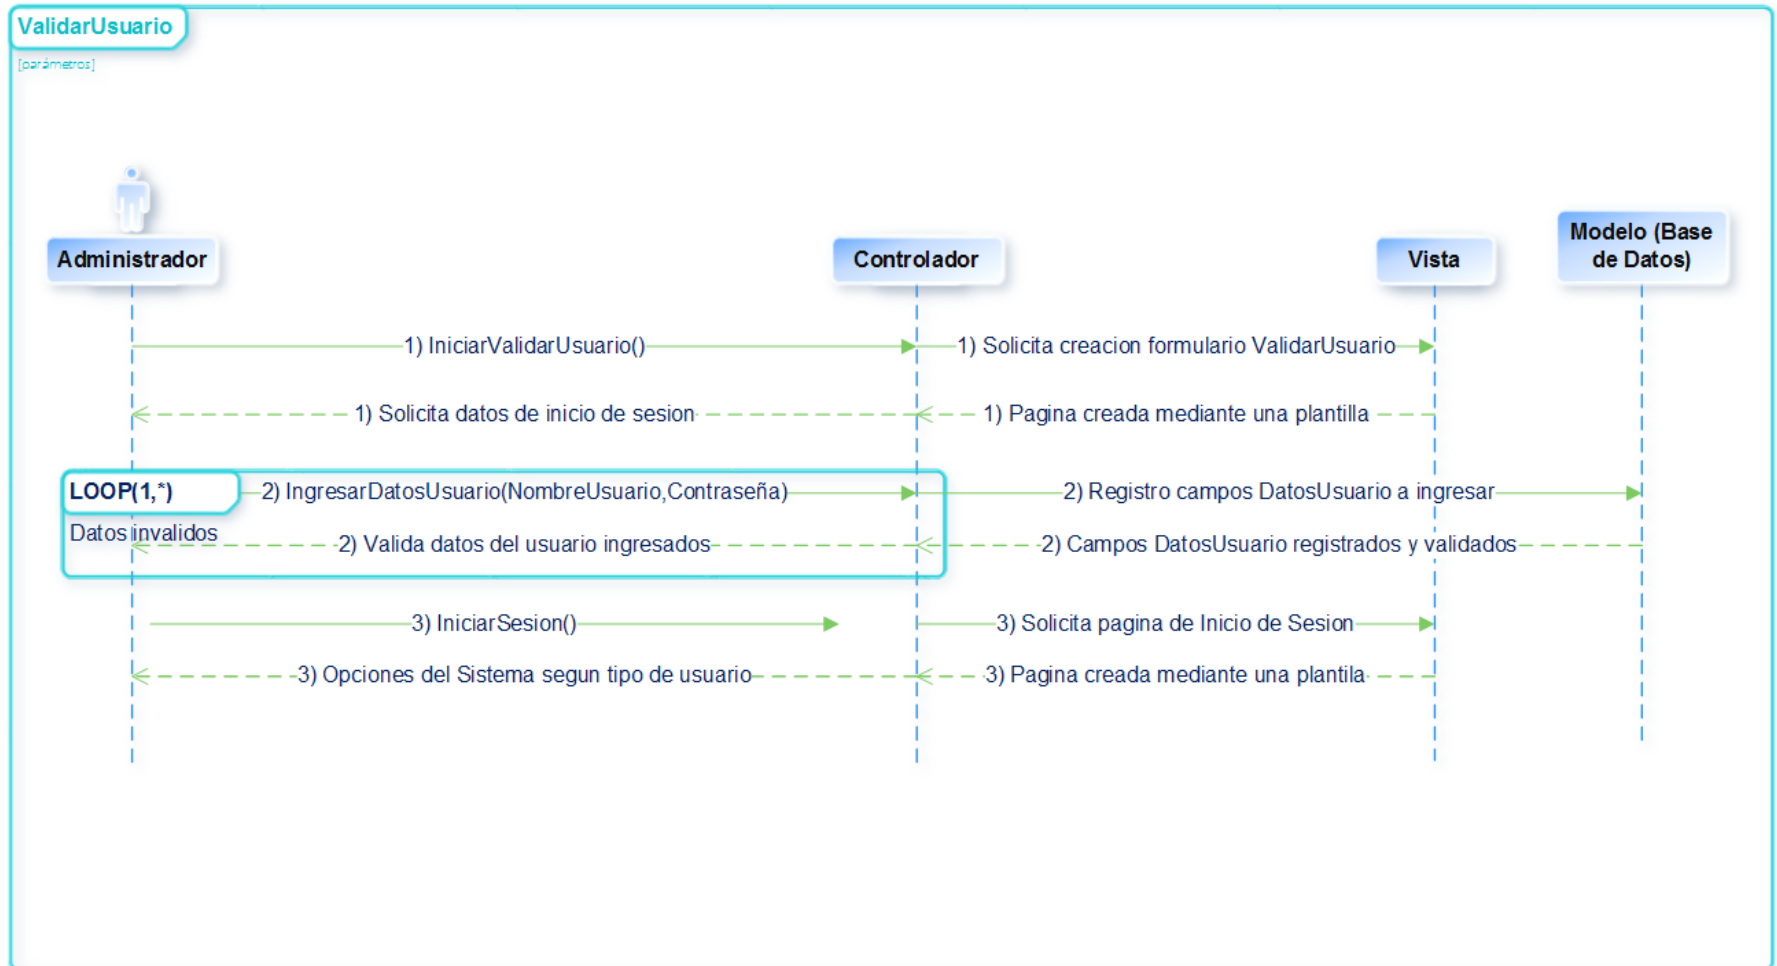 ValidarUsuario
[parámetros]
Administrador
Controlador
Vista
Modelo (Base
de Datos)
1) IniciarValidarUsuario()
1) Solicita creacion formulario ValidarUsuario
1) Solicita datos de inicio de sesion
1) Pagina creada mediante una plantilla
LOOP(1,*)
2) IngresarDatosUsuario(NombreUsuario,Contraseña)
2) Registro campos DatosUsuario a ingresar
Datos invalidos
2) Valida datos del usuario ingresados
2) Campos DatosUsuario registrados y validados
3) IniciarSesion()
3) Solicita pagina de Inicio de Sesion
3) Opciones del Sistema segun tipo de usuario
3) Pagina creada mediante una plantila